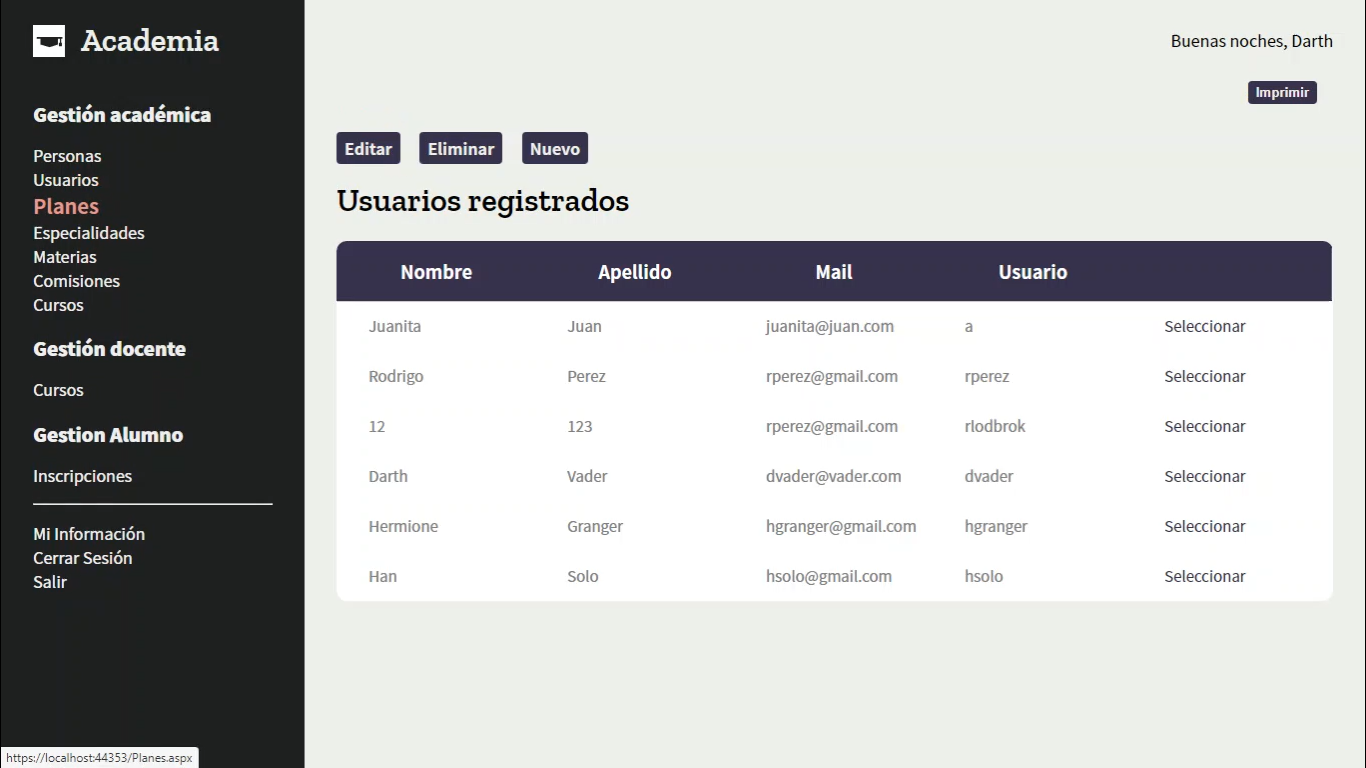 Academia
Buenas noches, Darth
Imprimir
Gestión académica
Personas
Usuarios
Planes
Especialidades
Materias
Comisiones
Cursos
Gestión docente
Cursos
Gestion Alumno
Inscripciones
Mi Información
Cerrar Sesión
Salir
Editar Eliminar Nuevo
Usuarios registrados
Nombre Apellido Mail Usuario
Juanita Juan juanita@juan.com a Seleccionar
Rodrigo Perez rperez@gmail.com rperez Seleccionar
12 123 rperez@gmail.com rlodbrok Seleccionar
Darth Vader dvader@vader.com dvader Seleccionar
Hermione Granger hgranger@gmail.com hgranger Seleccionar
Han Solo hsolo@gmail.com hsolo Seleccionar
https://localhost:44353/Planes.aspx